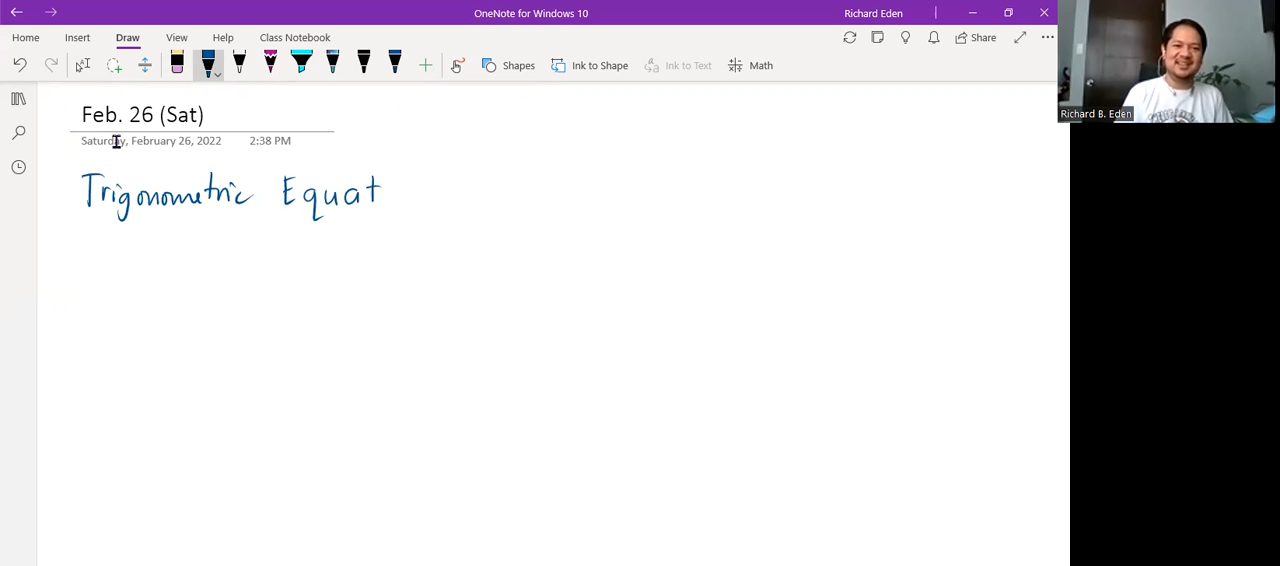 OneNote for Windows 10
Richard Eden
Home Insert Draw View Help Class Notebook
Share
Shapes Ink to Shape Ink to Text Math
Richard B. Eden
Feb. 26 (Sat)
Saturday, February 26, 2022 2:38 PM
Trigonometric Equat